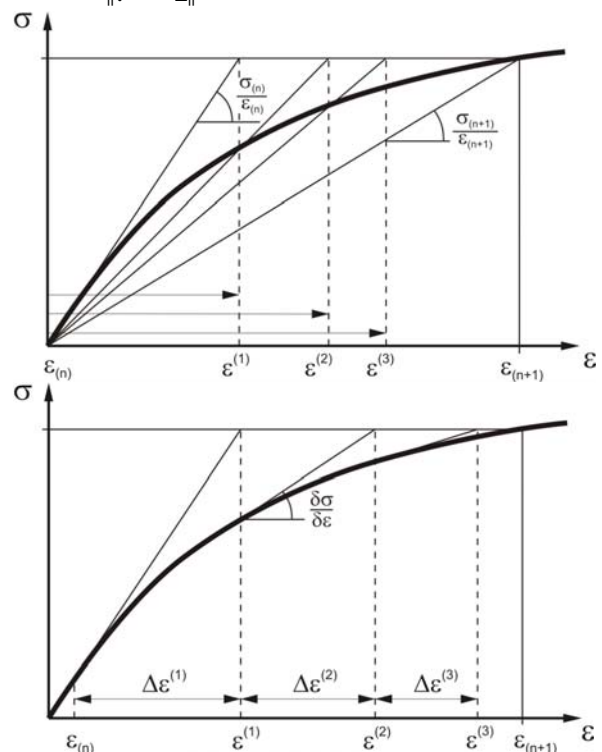 σ
σ(n)
ε(n)
σ(n+1)
ε(n+1)
ε(n) ε⁽¹⁾ ε⁽²⁾ ε⁽³⁾ ε(n+1) ε
σ
δσ
δε
Δε⁽¹⁾ Δε⁽²⁾ Δε⁽³⁾
ε(n) ε⁽¹⁾ ε⁽²⁾ ε⁽³⁾ ε(n+1) ε